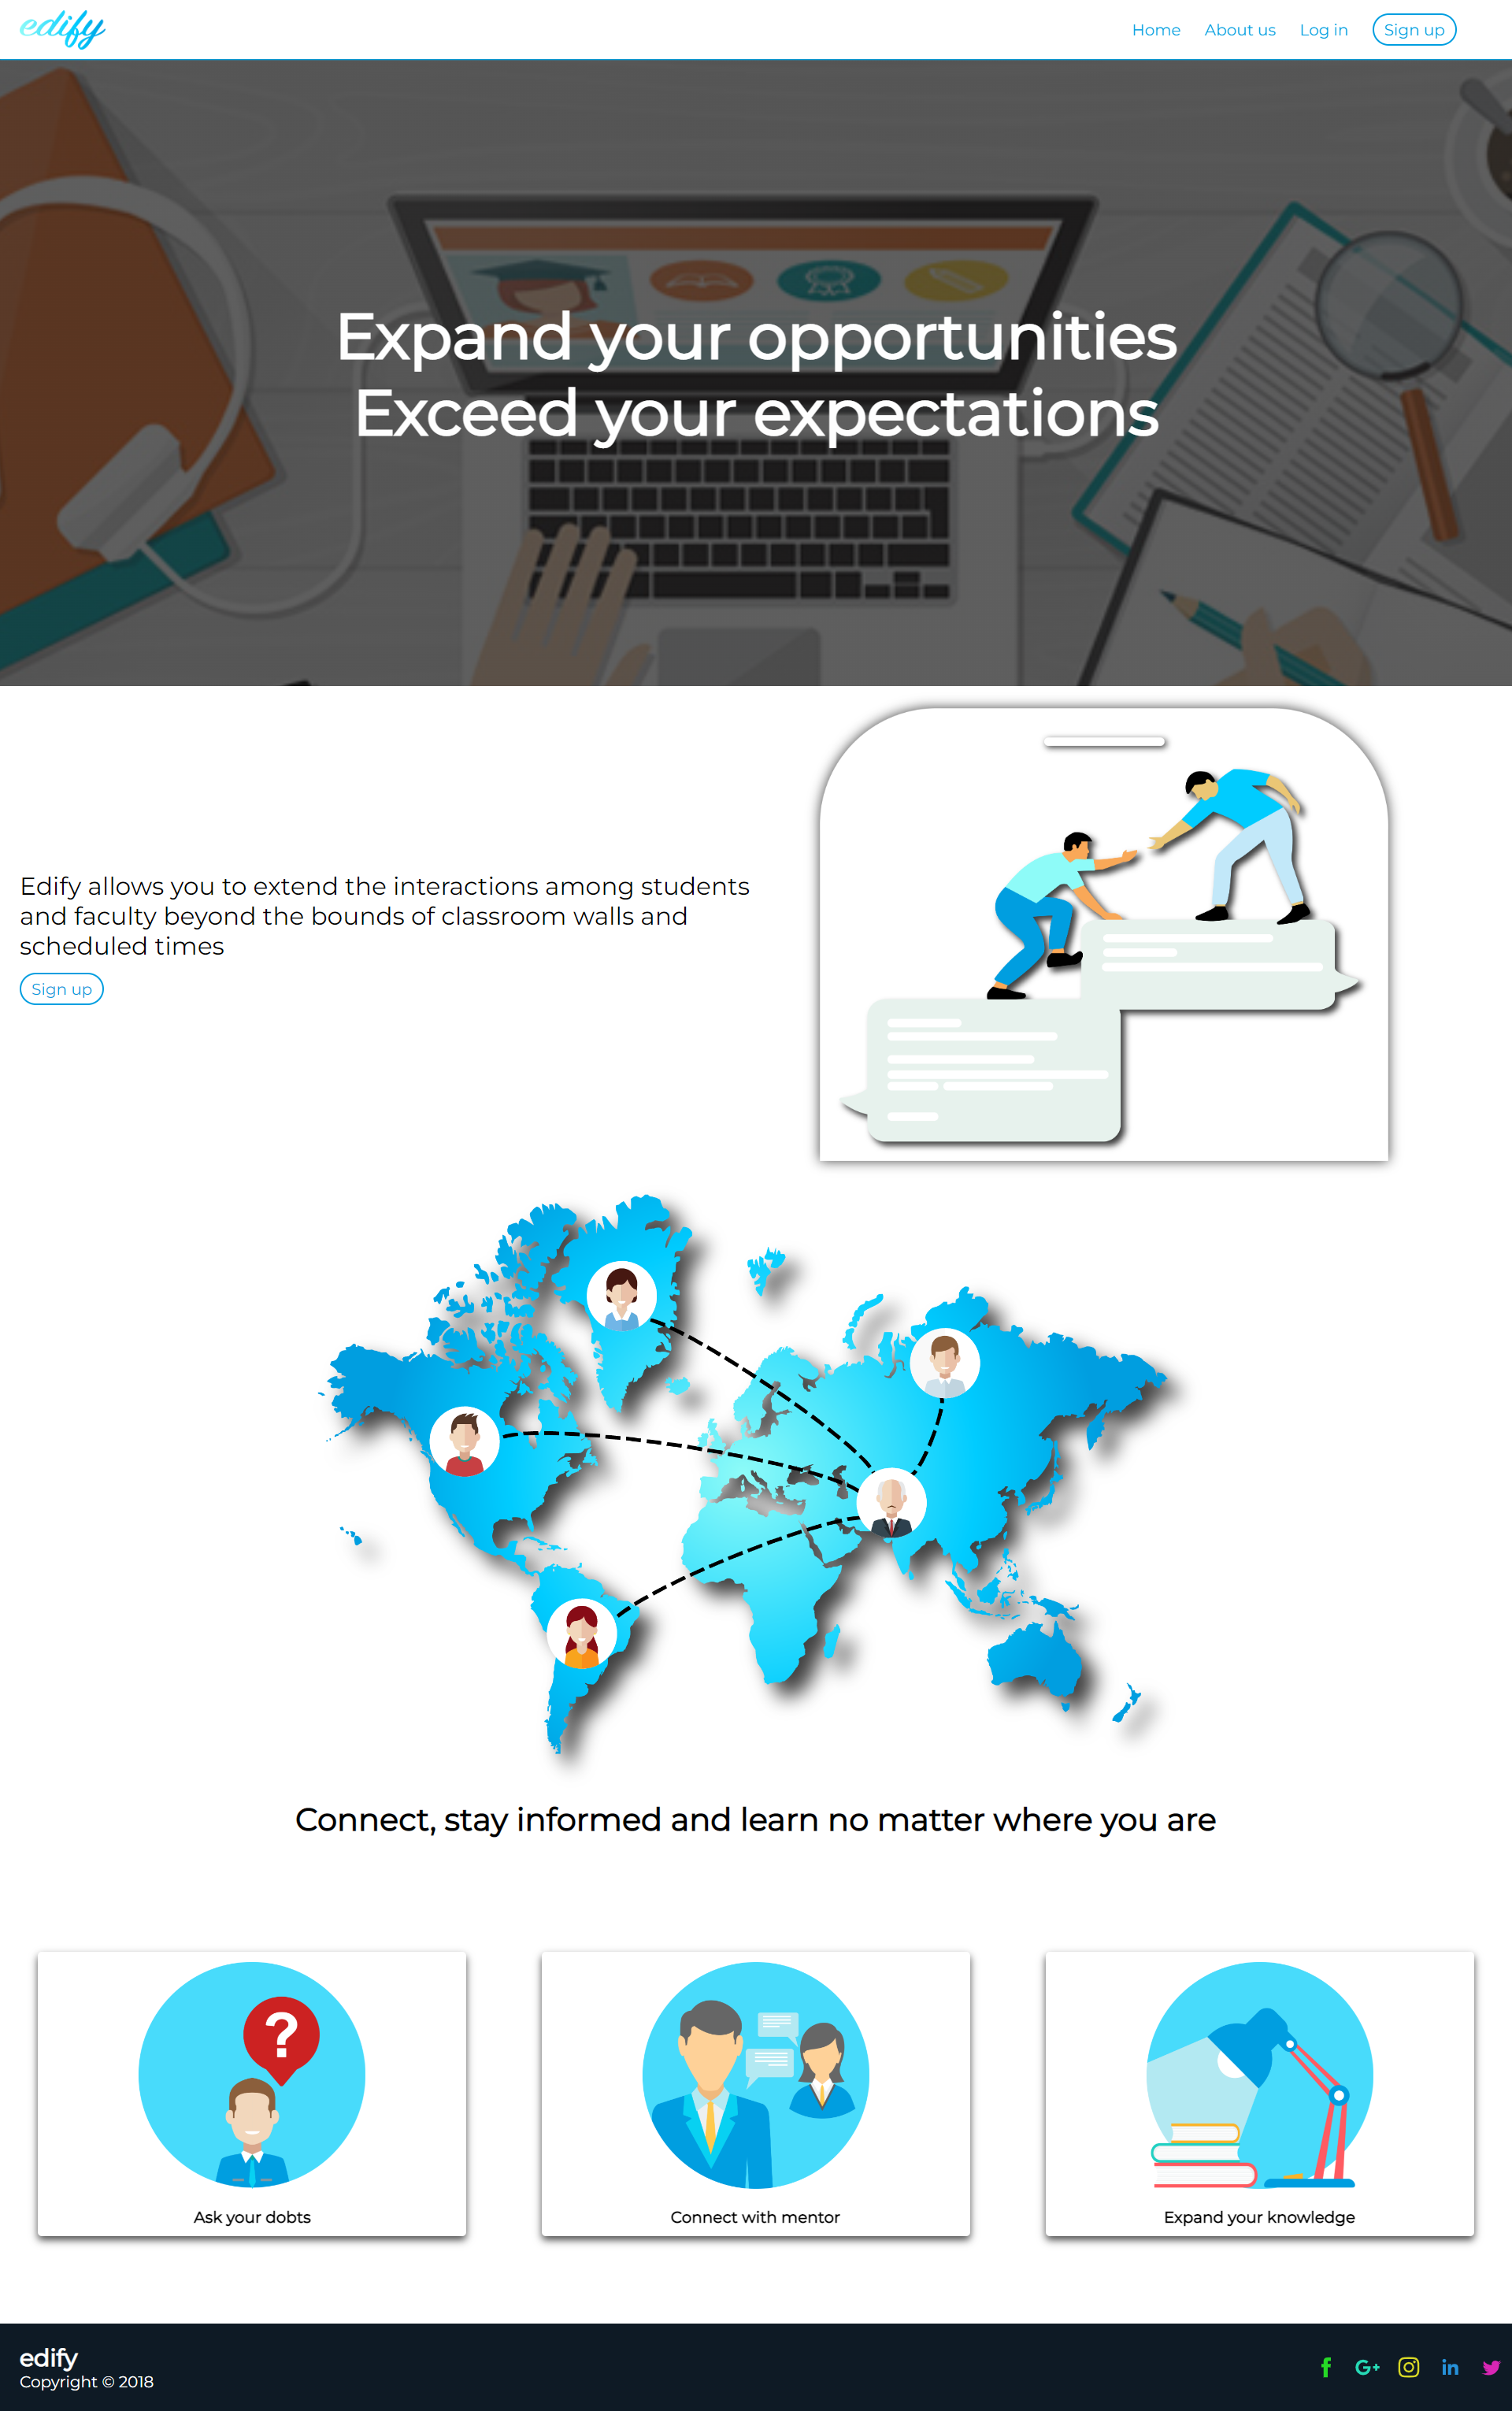 edify
Home About us Log in Sign up
Expand your opportunities
Exceed your expectations
Edify allows you to extend the interactions among students
and faculty beyond the bounds of classroom walls and
scheduled times
Sign up
Connect, stay informed and learn no matter where you are
?
Ask your dobts
Connect with mentor
Expand your knowledge
edify
Copyright © 2018
f G+ in